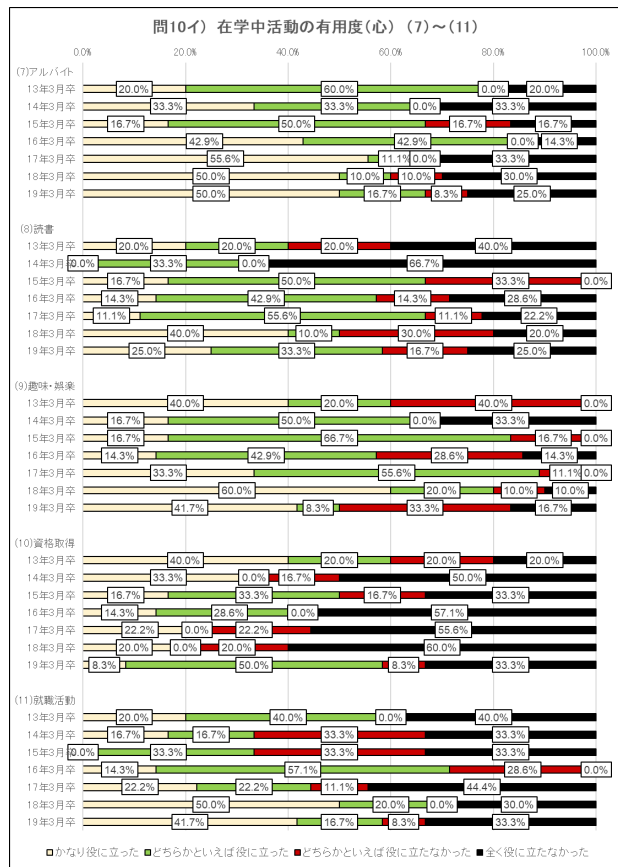 問10イ) 在学中活動の有用度(心) (7)～(11)
0.0% 20.0% 40.0% 60.0% 80.0% 100.0%
(7)アルバイト
13年3月卒 20.0% 60.0% 0.0% 20.0%
14年3月卒 33.3% 33.3% 0.0% 33.3%
15年3月卒 16.7% 50.0% 16.7% 16.7%
16年3月卒 42.9% 42.9% 0.0% 14.3%
17年3月卒 55.6% 11.1% 0.0% 33.3%
18年3月卒 50.0% 10.0% 10.0% 30.0%
19年3月卒 50.0% 16.7% 8.3% 25.0%
(8)読書
13年3月卒 20.0% 20.0% 20.0% 40.0%
14年3月卒 0.0% 33.3% 0.0% 66.7%
15年3月卒 16.7% 50.0% 33.3% 0.0%
16年3月卒 14.3% 42.9% 14.3% 28.6%
17年3月卒 11.1% 55.6% 11.1% 22.2%
18年3月卒 40.0% 10.0% 30.0% 20.0%
19年3月卒 25.0% 33.3% 16.7% 25.0%
(9)趣味・娯楽
13年3月卒 40.0% 20.0% 40.0% 0.0%
14年3月卒 16.7% 50.0% 0.0% 33.3%
15年3月卒 16.7% 66.7% 16.7% 0.0%
16年3月卒 14.3% 42.9% 28.6% 14.3%
17年3月卒 33.3% 55.6% 11.1% 0.0%
18年3月卒 60.0% 20.0% 10.0% 10.0%
19年3月卒 41.7% 8.3% 33.3% 16.7%
(10)資格取得
13年3月卒 40.0% 20.0% 20.0% 20.0%
14年3月卒 33.3% 0.0% 16.7% 50.0%
15年3月卒 16.7% 33.3% 16.7% 33.3%
16年3月卒 14.3% 28.6% 0.0% 57.1%
17年3月卒 22.2% 0.0% 22.2% 55.6%
18年3月卒 20.0% 0.0% 20.0% 60.0%
19年3月卒 8.3% 50.0% 8.3% 33.3%
(11)就職活動
13年3月卒 20.0% 40.0% 0.0% 40.0%
14年3月卒 16.7% 16.7% 33.3% 33.3%
15年3月卒 0.0% 33.3% 33.3% 33.3%
16年3月卒 14.3% 57.1% 28.6% 0.0%
17年3月卒 22.2% 22.2% 11.1% 44.4%
18年3月卒 50.0% 20.0% 0.0% 30.0%
19年3月卒 41.7% 16.7% 8.3% 33.3%
かなり役に立った どちらかといえば役に立った どちらかといえば役に立たなかった 全く役に立たなかった